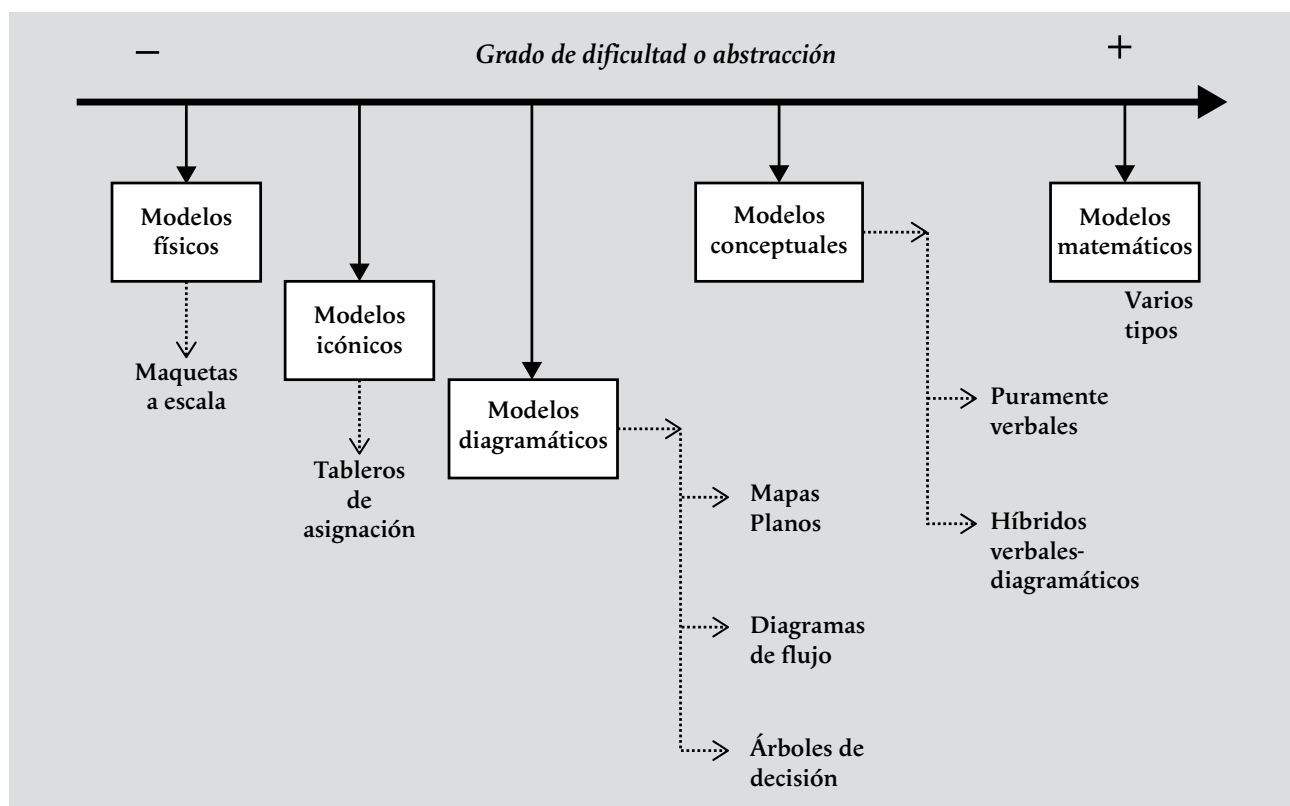 −
Grado de dificultad o abstracción
+
Modelos
físicos
Maquetas
a escala
Modelos
icónicos
Tableros
de
asignación
Modelos
diagramáticos
Mapas
Planos
Diagramas
de flujo
Árboles de
decisión
Modelos
conceptuales
Puramente
verbales
Híbridos
verbales-
diagramáticos
Modelos
matemáticos
Varios
tipos